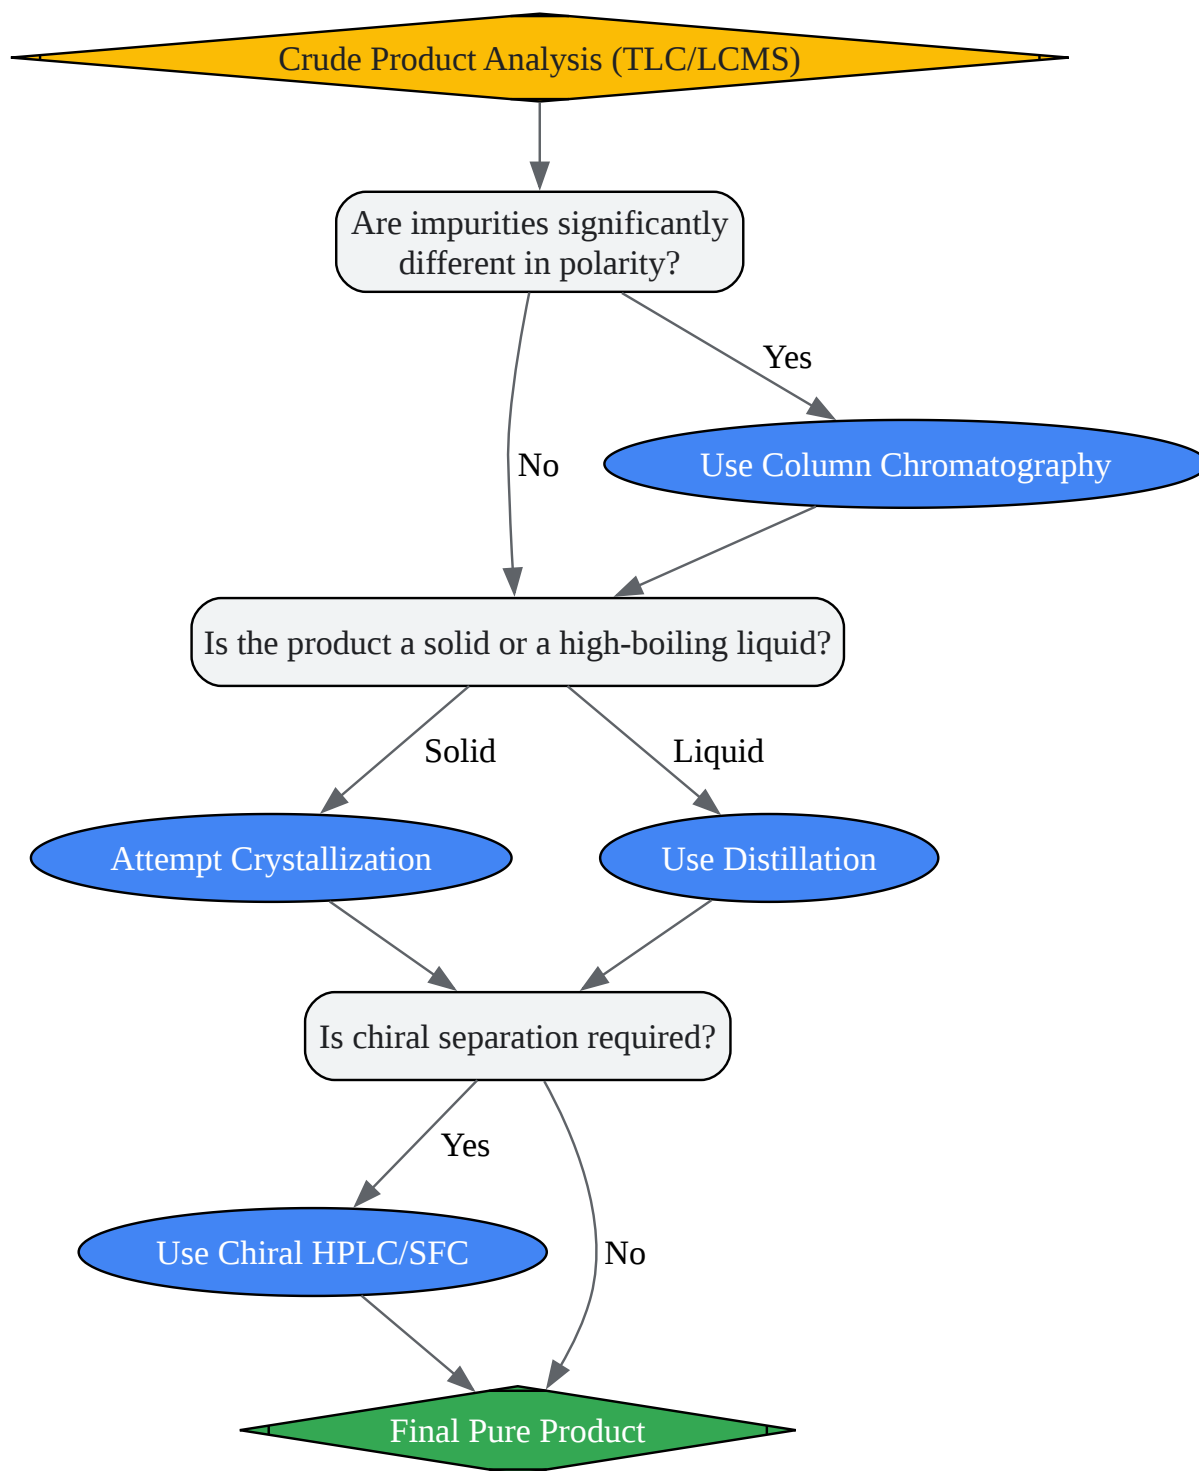 Crude Product Analysis (TLC/LCMS)
Are impurities significantly
different in polarity?
Yes
No
Use Column Chromatography
Is the product a solid or a high-boiling liquid?
Solid
Liquid
Attempt Crystallization
Use Distillation
Is chiral separation required?
Yes
Use Chiral HPLC/SFC
No
Final Pure Product